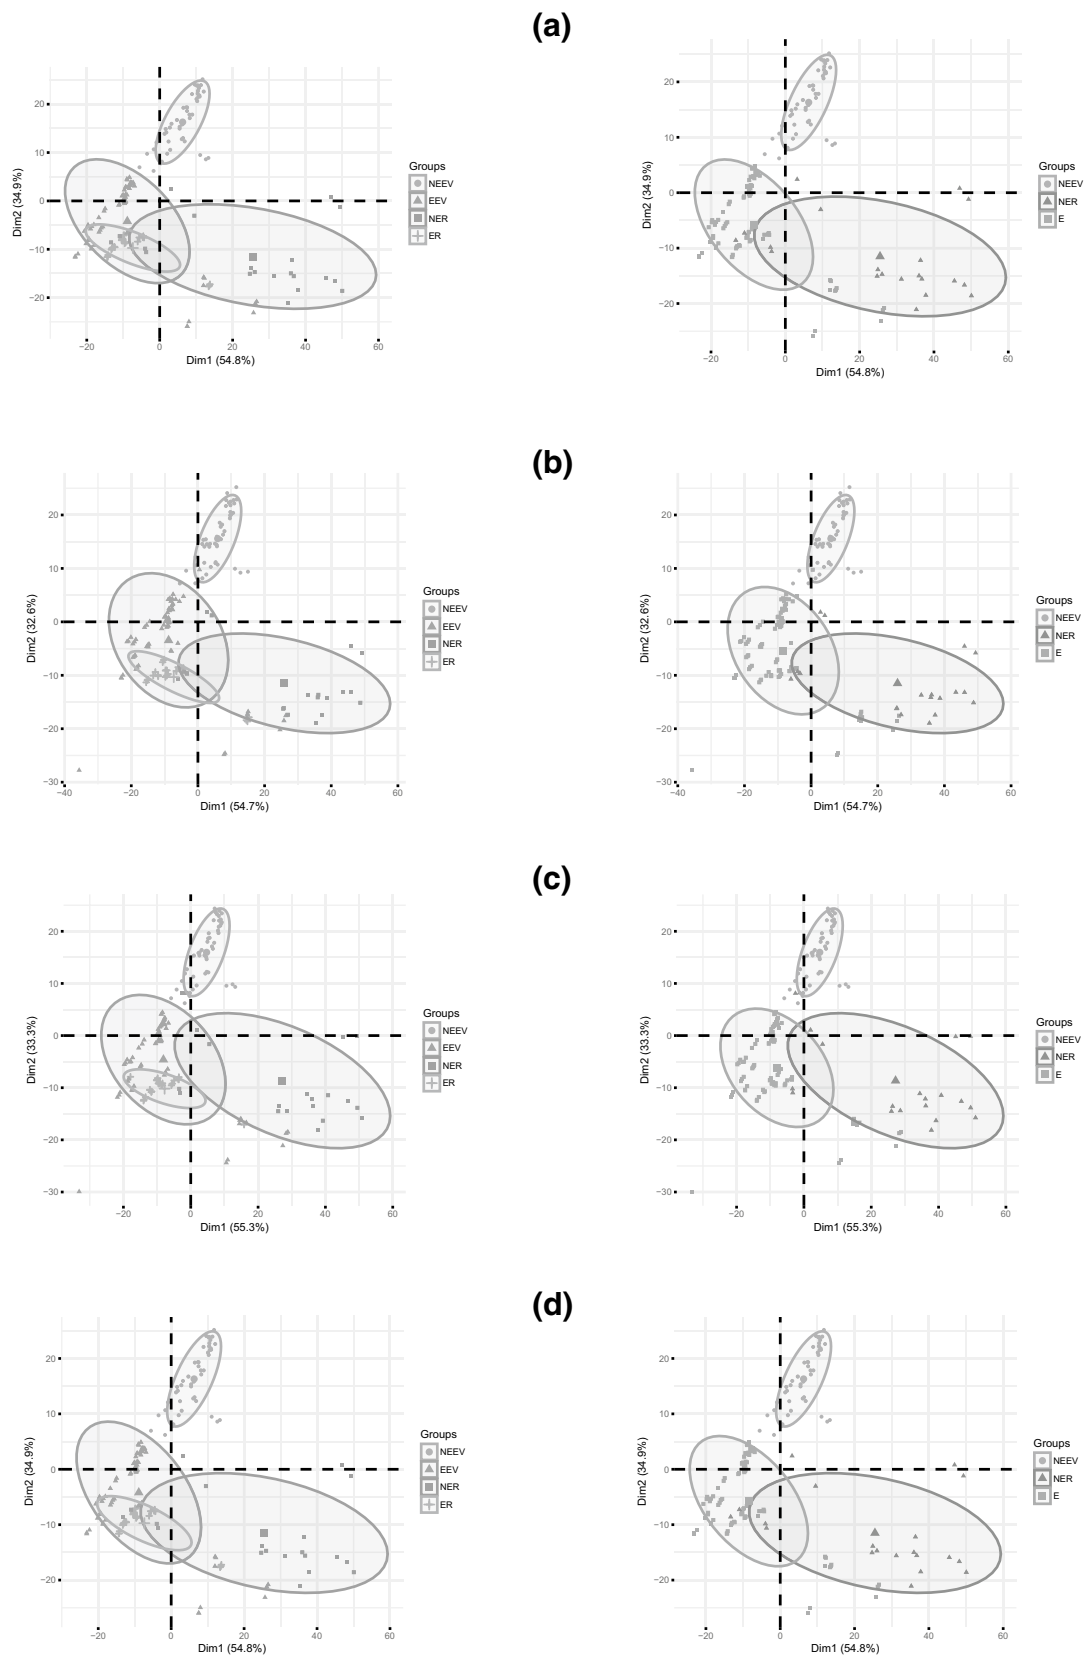 (a)
20
10
0
−10
−20
Dim2 (34.9%)
−20 0 20 40 60
Dim1 (54.8%)
Groups
NEEV
EEV
NER
ER
20
10
0
−10
−20
Dim2 (34.9%)
−20 0 20 40 60
Dim1 (54.8%)
Groups
NEEV
NER
E
(b)
20
10
0
−10
−20
−30
Dim2 (32.6%)
−40 −20 0 20 40 60
Dim1 (54.7%)
Groups
NEEV
EEV
NER
ER
20
10
0
−10
−20
−30
Dim2 (32.6%)
−40 −20 0 20 40 60
Dim1 (54.7%)
Groups
NEEV
NER
E
(c)
20
10
0
−10
−20
−30
Dim2 (33.3%)
−20 0 20 40 60
Dim1 (55.3%)
Groups
NEEV
EEV
NER
ER
20
10
0
−10
−20
−30
Dim2 (33.3%)
−20 0 20 40 60
Dim1 (55.3%)
Groups
NEEV
NER
E
(d)
20
10
0
−10
−20
Dim2 (34.9%)
−20 0 20 40 60
Dim1 (54.8%)
Groups
NEEV
EEV
NER
ER
20
10
0
−10
−20
Dim2 (34.9%)
−20 0 20 40 60
Dim1 (54.8%)
Groups
NEEV
NER
E